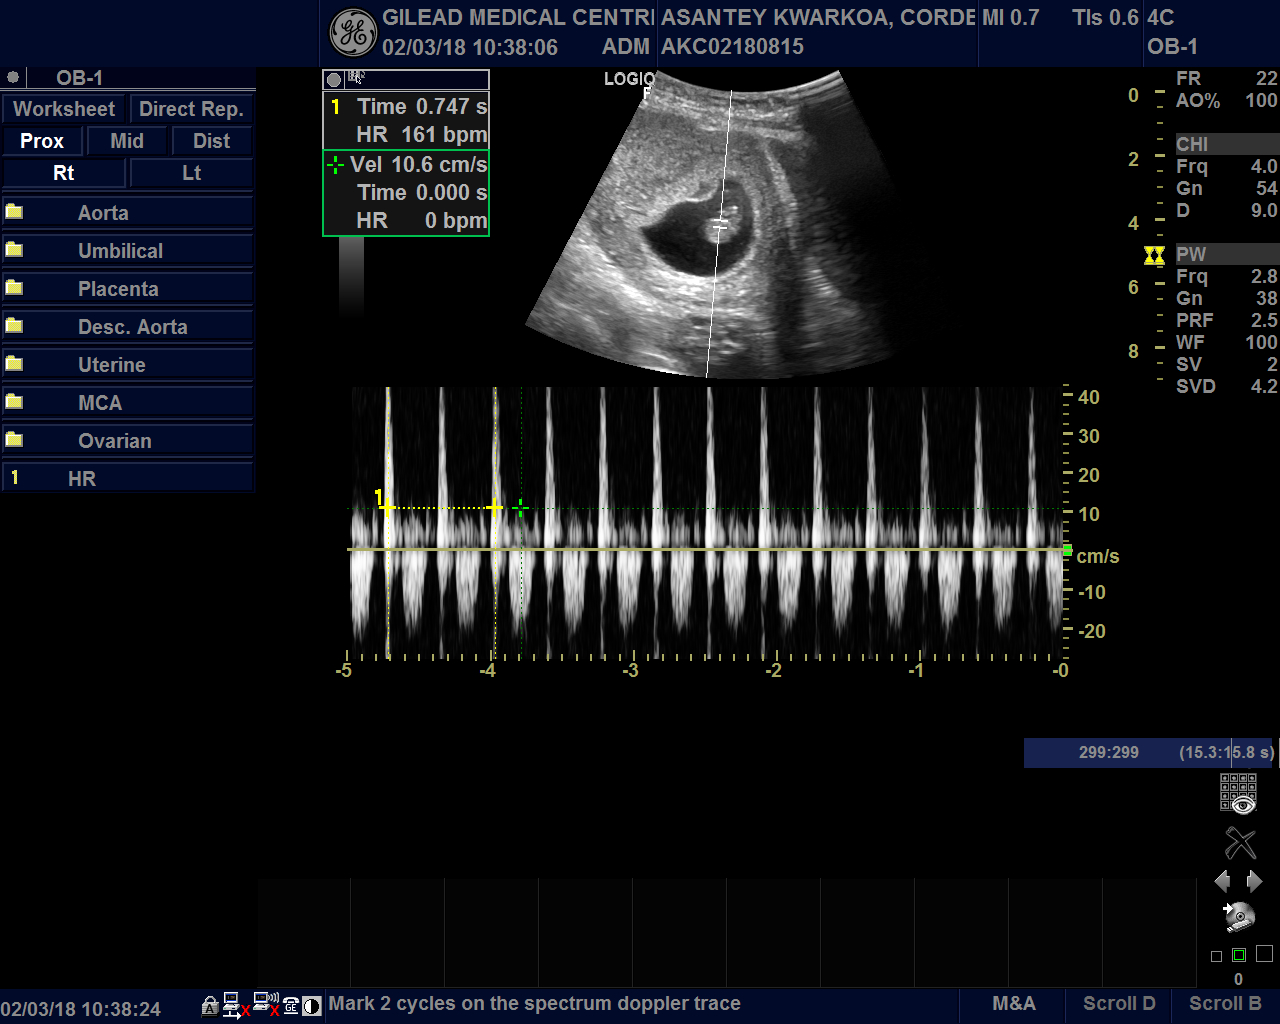 GILEAD MEDICAL CENTR ASANTEY KWARKOA, CORDE MI 0.7 TIs 0.6 4C
02/03/18 10:38:06 ADM AKC02180815 OB-1
OB-1
Worksheet Direct Rep.
Prox Mid Dist
Rt Lt
Aorta
Umbilical
Placenta
Desc. Aorta
Uterine
MCA
Ovarian
1 HR
1 Time 0.747 s
HR 161 bpm
Vel 10.6 cm/s
Time 0.000 s
HR 0 bpm
LOGIQ
F
0
2
4
6
8
FR 22
AO% 100
CHI
Frq 4.0
Gn 54
D 9.0
PW
Frq 2.8
Gn 38
PRF 2.5
WF 100
SV 2
SVD 4.2
1
40
30
20
10
cm/s
-10
-20
-5 -4 -3 -2 -1 -0
299:299 (15.3:15.8 s)
0
02/03/18 10:38:24 Mark 2 cycles on the spectrum doppler trace M&A Scroll D Scroll B